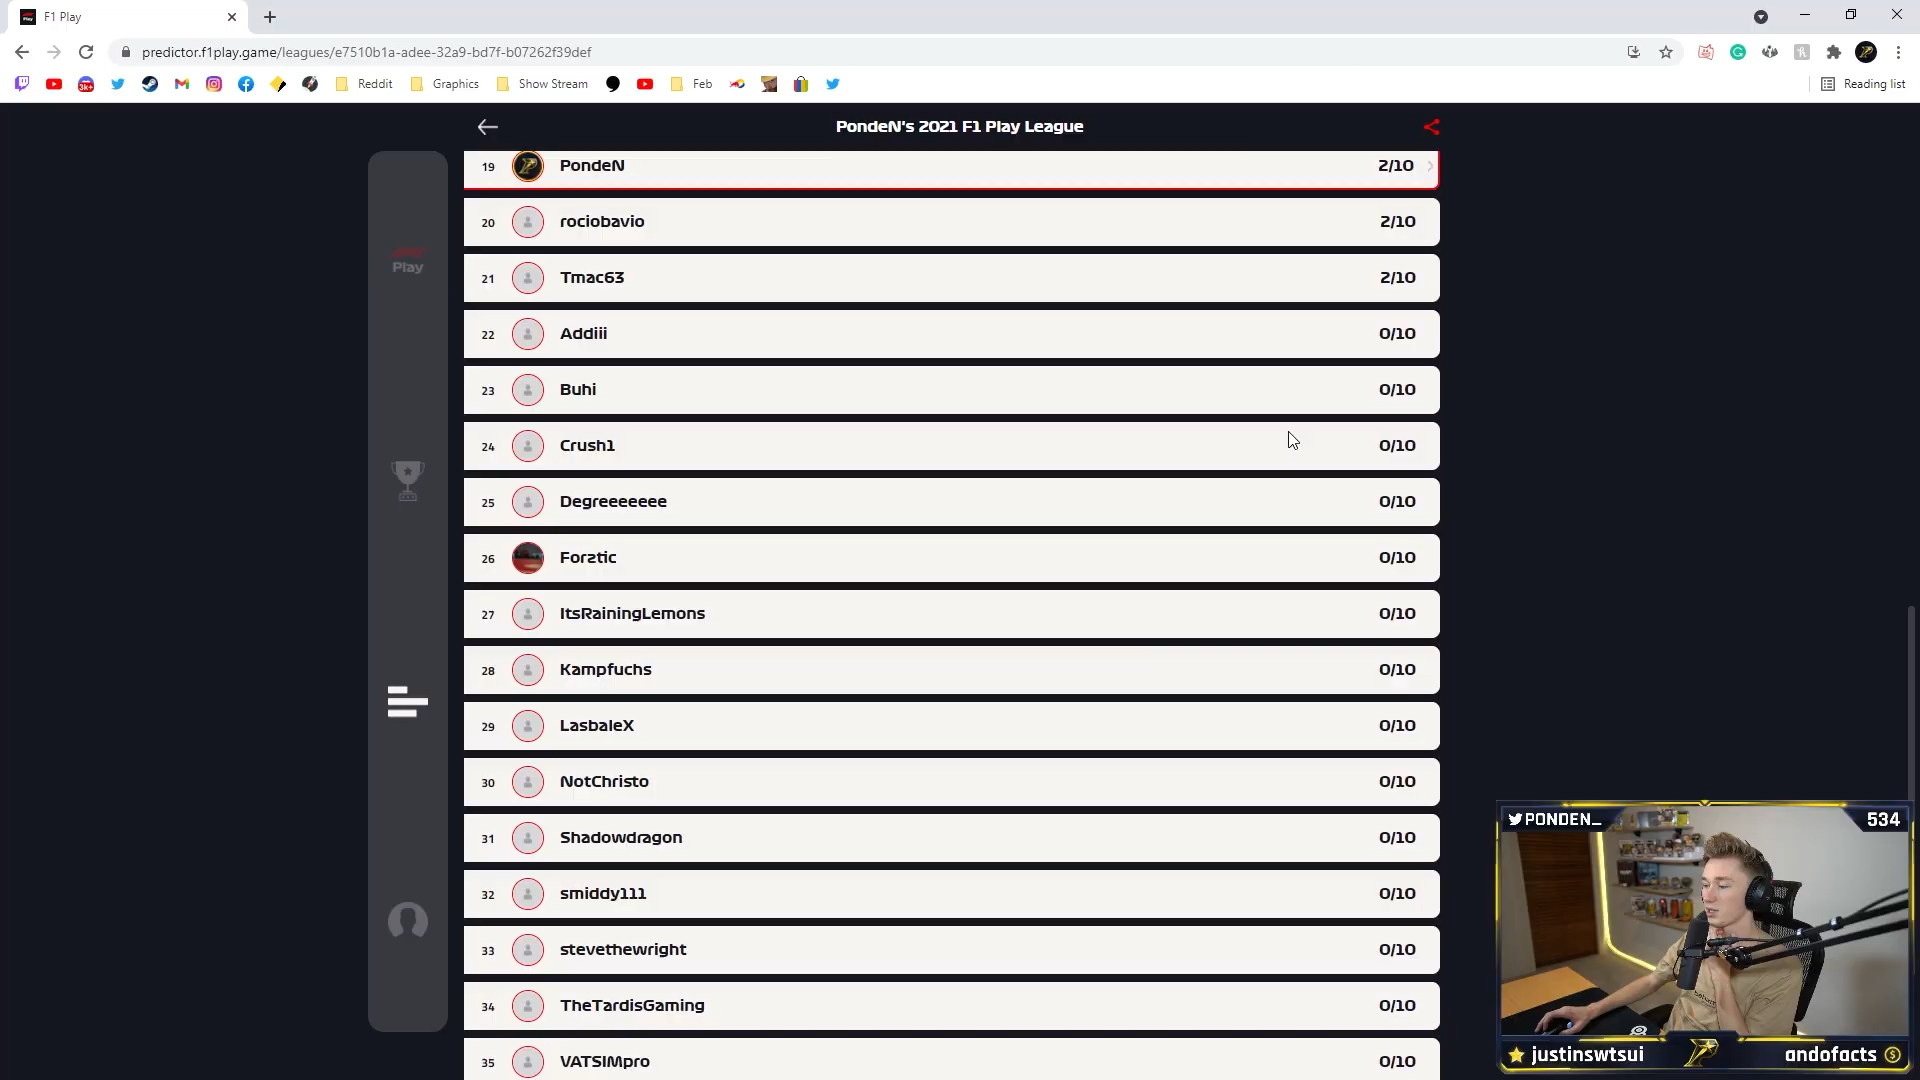 F1 Play
predictor.f1play.game/leagues/e7510b1a-adee-32a9-bd7f-b07262f39def
3k+
Reddit
Graphics
Show Stream
Feb
Reading list
PondeN's 2021 F1 Play League
Play
19 PondeN 2/10
20 rociobavio 2/10
21 Tmac63 2/10
22 Addiii 0/10
23 Buhi 0/10
24 Crush1 0/10
25 Degreeeeeee 0/10
26 Forztic 0/10
27 ItsRainingLemons 0/10
28 Kampfuchs 0/10
29 LasbaleX 0/10
30 NotChristo 0/10
31 Shadowdragon 0/10
32 smiddy111 0/10
33 stevethewright 0/10
34 TheTardisGaming 0/10
35 VATSIMpro 0/10
PONDEN_ 534
justinswtsui andofacts